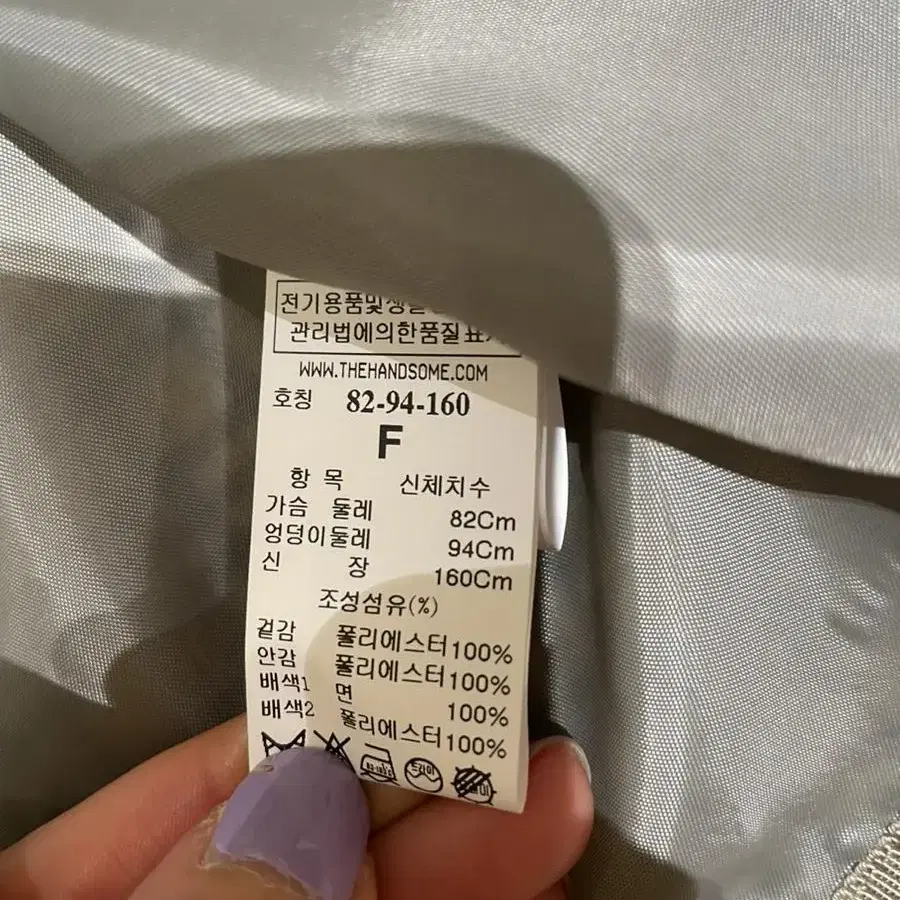 전기용품및생활
관리법에의한품질표시
WWW.THEHANDSOME.COM
호칭 82-94-160
F
항 목 신체치수
가슴 둘레 82Cm
엉덩이둘레 94Cm
신 장 160Cm
조성섬유(%)
겉감 폴리에스터100%
안감 폴리에스터100%
배색1 면 100%
배색2 폴리에스터100%
드라이